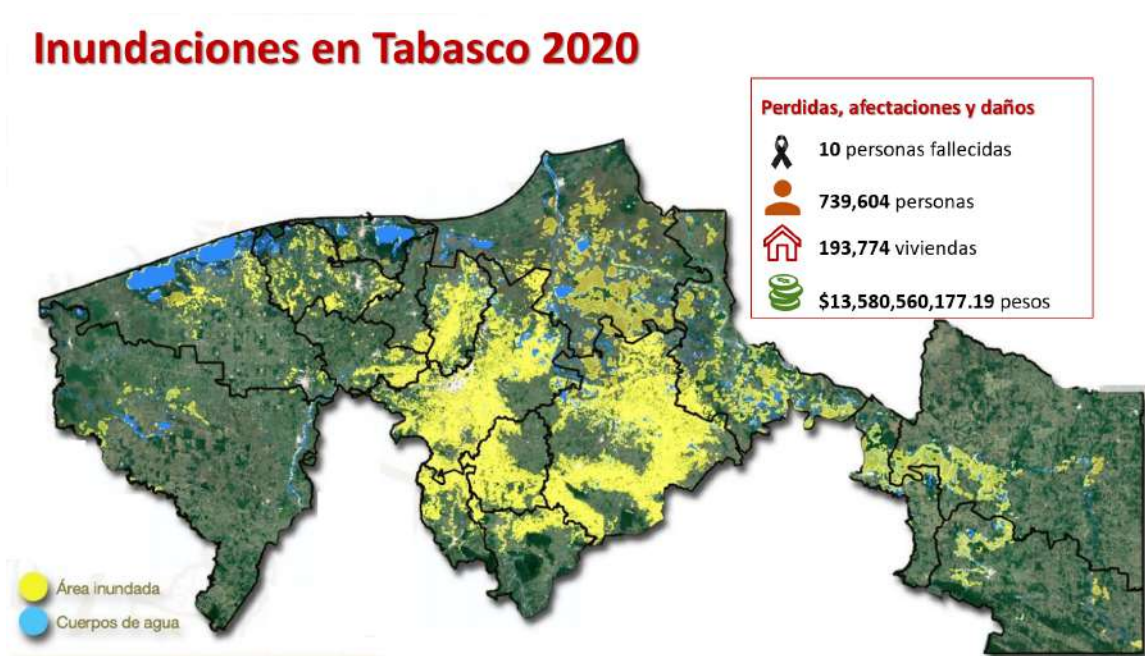 Inundaciones en Tabasco 2020
Perdidas, afectaciones y daños
10 personas fallecidas
739,604 personas
193,774 viviendas
$13,580,560,177.19 pesos
Área inundada
Cuerpos de agua